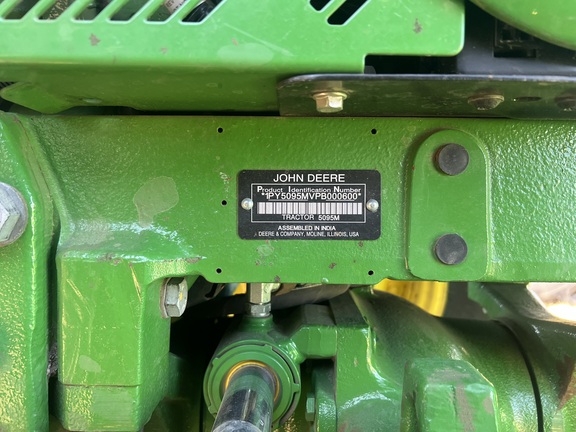 JOHN DEERE
Product Identification Number
*1PY5095MVPB000600*
TRACTOR 5095M
ASSEMBLED IN INDIA
DEERE & COMPANY, MOLINE, ILLINOIS, USA